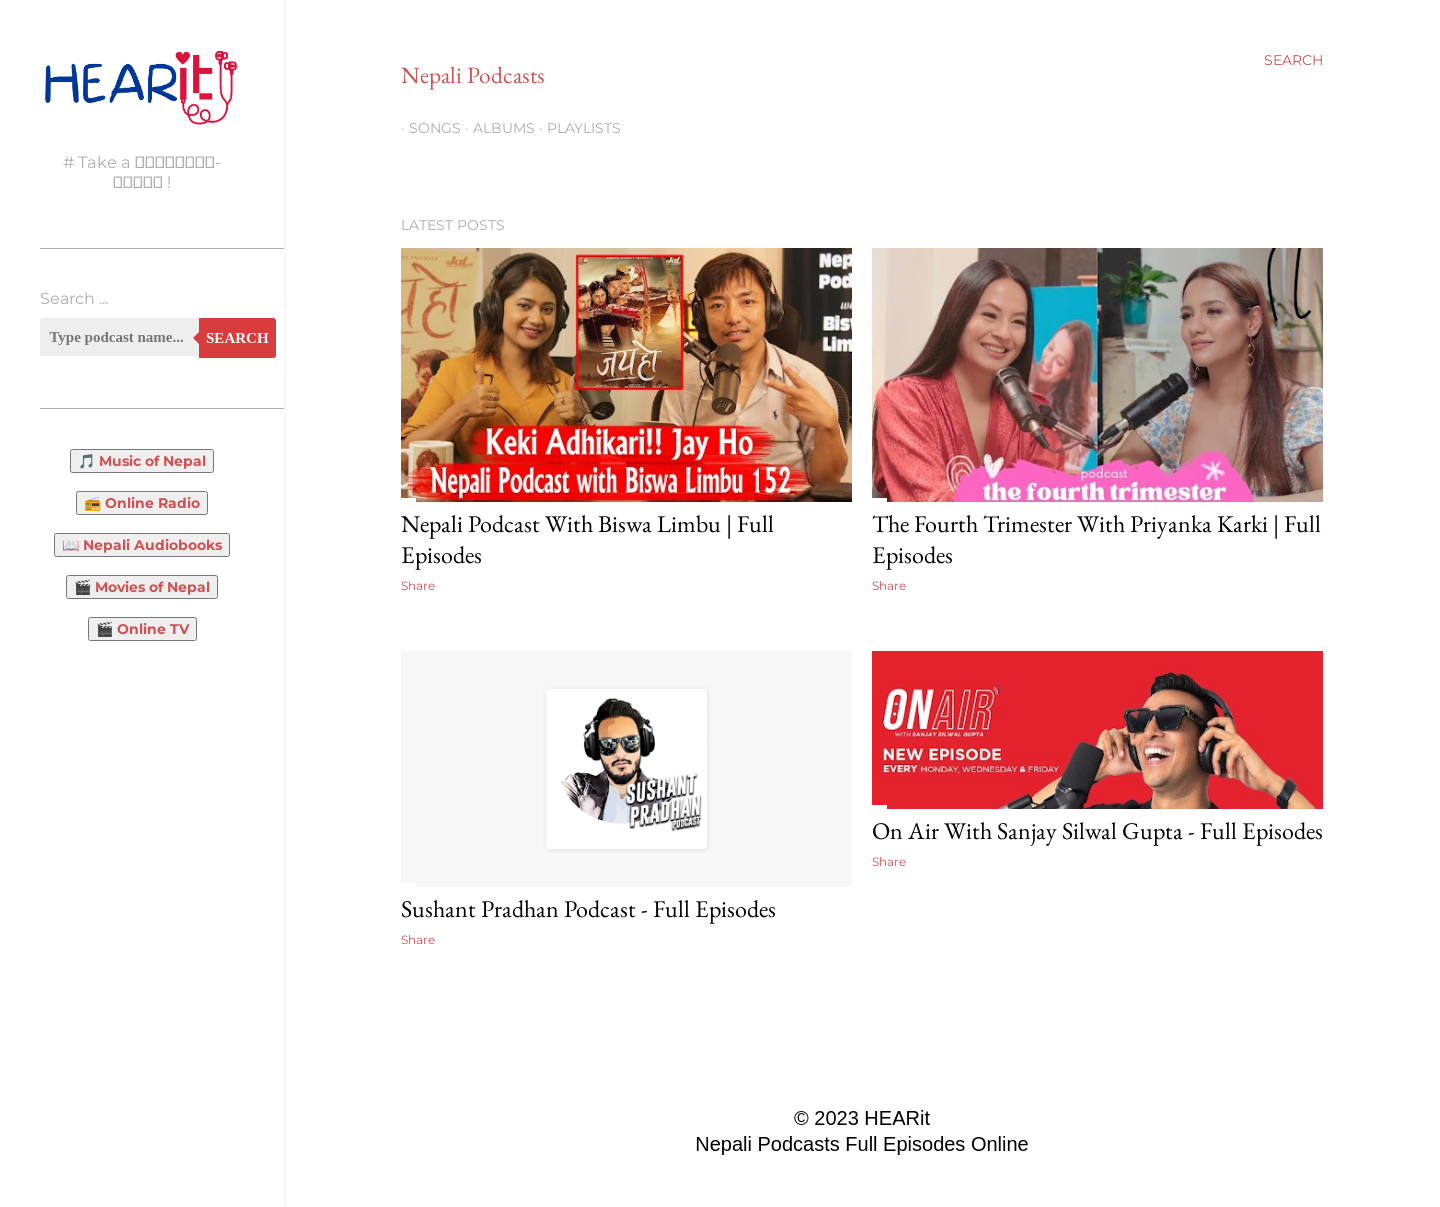 HEARit
# Take a
!
Search ...
Type podcast name...
SEARCH
🎵 Music of Nepal
📻 Online Radio
📖 Nepali Audiobooks
🎬 Movies of Nepal
🎬 Online TV
Nepali Podcasts
SEARCH
· SONGS · ALBUMS · PLAYLISTS
LATEST POSTS
Jal
जय हो
Keki Adhikari!! Jay Ho
Nepali Podcast with Biswa Limbu 152
Nepali Podcast With Biswa Limbu | Full
Episodes
Share
podcast
the fourth trimester
The Fourth Trimester With Priyanka Karki | Full
Episodes
Share
SUSHANT
PRADHAN
PODCAST
Sushant Pradhan Podcast - Full Episodes
Share
ON AIR
WITH SANJAY SILWAL GUPTA
NEW EPISODE
EVERY MONDAY, WEDNESDAY & FRIDAY
On Air With Sanjay Silwal Gupta - Full Episodes
Share
© 2023 HEARit
Nepali Podcasts Full Episodes Online